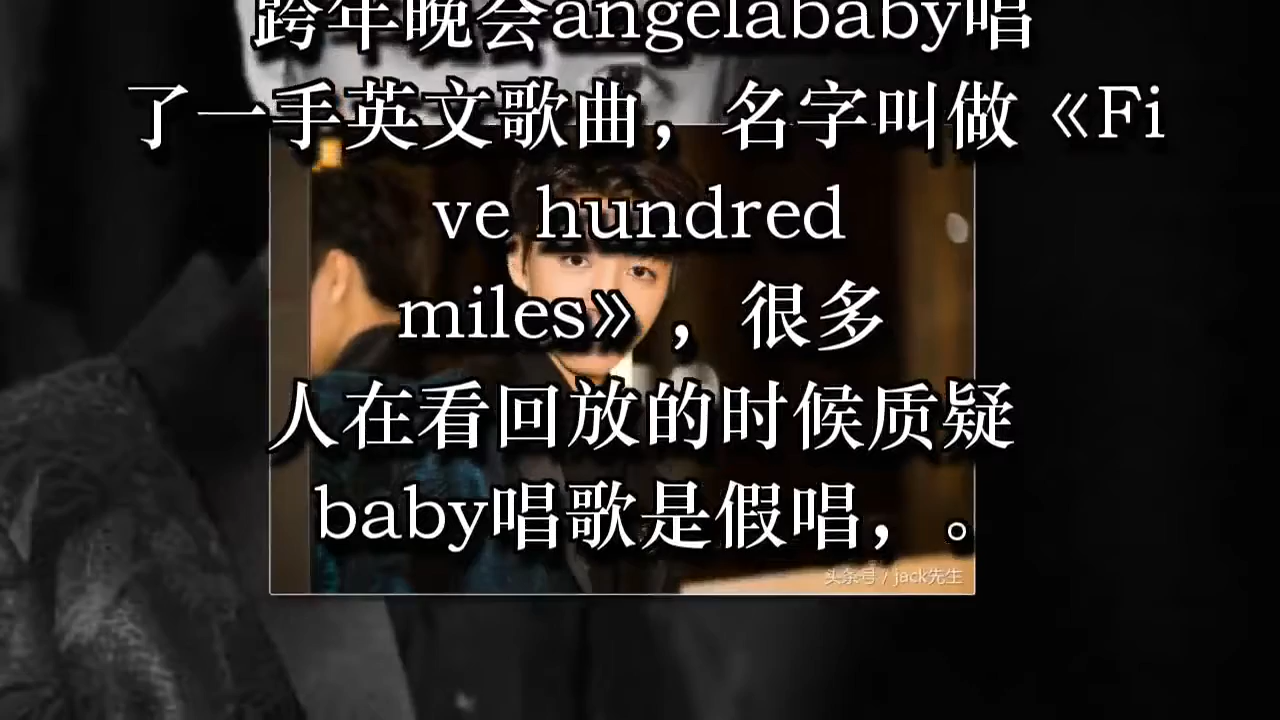 跨年晚会angelababy唱
了一手英文歌曲，名字叫做《Fi
ve hundred
miles》，很多
人在看回放的时候质疑
baby唱歌是假唱，。
头条号 / jack先生